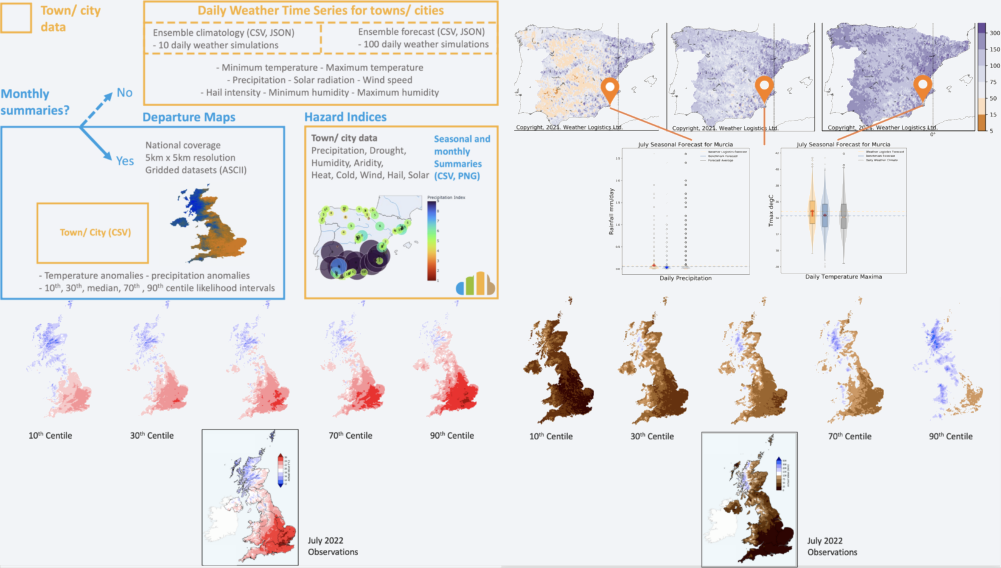 Town/ city
data
Daily Weather Time Series for towns/ cities
Ensemble climatology (CSV, JSON)
- 10 daily weather simulations
Ensemble forecast (CSV, JSON)
- 100 daily weather simulations
- Minimum temperature - Maximum temperature
- Precipitation - Solar radiation - Wind speed
- Hail intensity - Minimum humidity - Maximum humidity
Monthly
summaries?
No
Yes
Departure Maps
National coverage
5km x 5km resolution
Gridded datasets (ASCII)
Town/ City (CSV)
- Temperature anomalies - precipitation anomalies
- 10th, 30th, median, 70th , 90th centile likelihood intervals
Hazard Indices
Town/ city data
Precipitation, Drought,
Humidity, Aridity,
Heat, Cold, Wind, Hail, Solar
Seasonal and
monthly
Summaries
(CSV, PNG)
Precipitation Index
Copyright, 2021. Weather Logistics Ltd.
Copyright, 2021. Weather Logistics Ltd.
Copyright, 2021. Weather Logistics Ltd.
0°
300
150
100
50
25
15
5
July Seasonal Forecast for Murcia
Rainfall mm/day
Daily Precipitation
July Seasonal Forecast for Murcia
Tmax degC
Daily Temperature Maxima
10th Centile
30th Centile
70th Centile
90th Centile
July 2022
Observations
10th Centile
30th Centile
70th Centile
90th Centile
July 2022
Observations